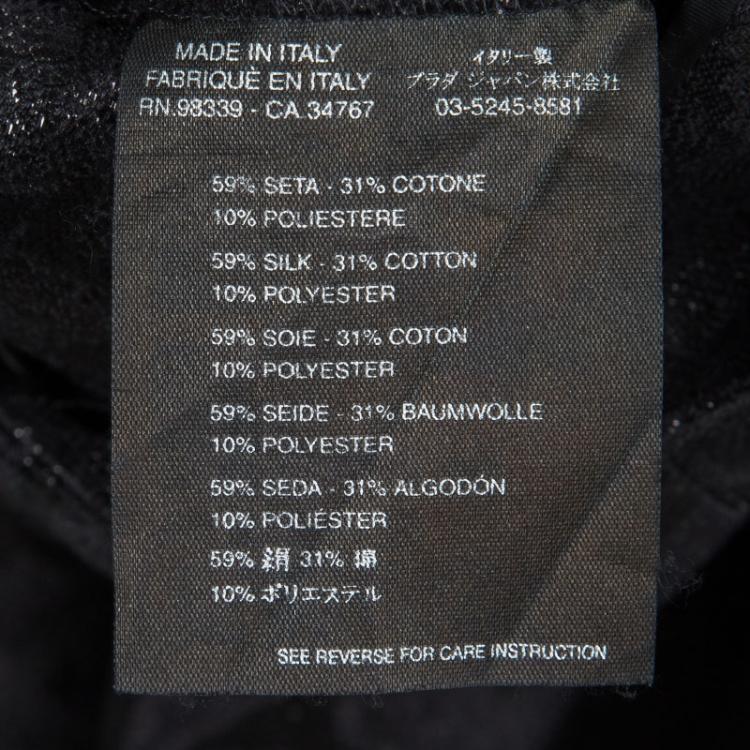 MADE IN ITALY
FABRIQUÈ EN ITALY
RN.98339 - CA.34767
イタリー製
プラダ ジャパン株式会社
03-5245-8581
59% SETA - 31% COTONE
10% POLIESTERE
59% SILK - 31% COTTON
10% POLYESTER
59% SOIE - 31% COTON
10% POLYESTER
59% SEIDE - 31% BAUMWOLLE
10% POLYESTER
59% SEDA - 31% ALGODÓN
10% POLIÉSTER
59% 絹 31% 綿
10% ポリエステル
SEE REVERSE FOR CARE INSTRUCTION